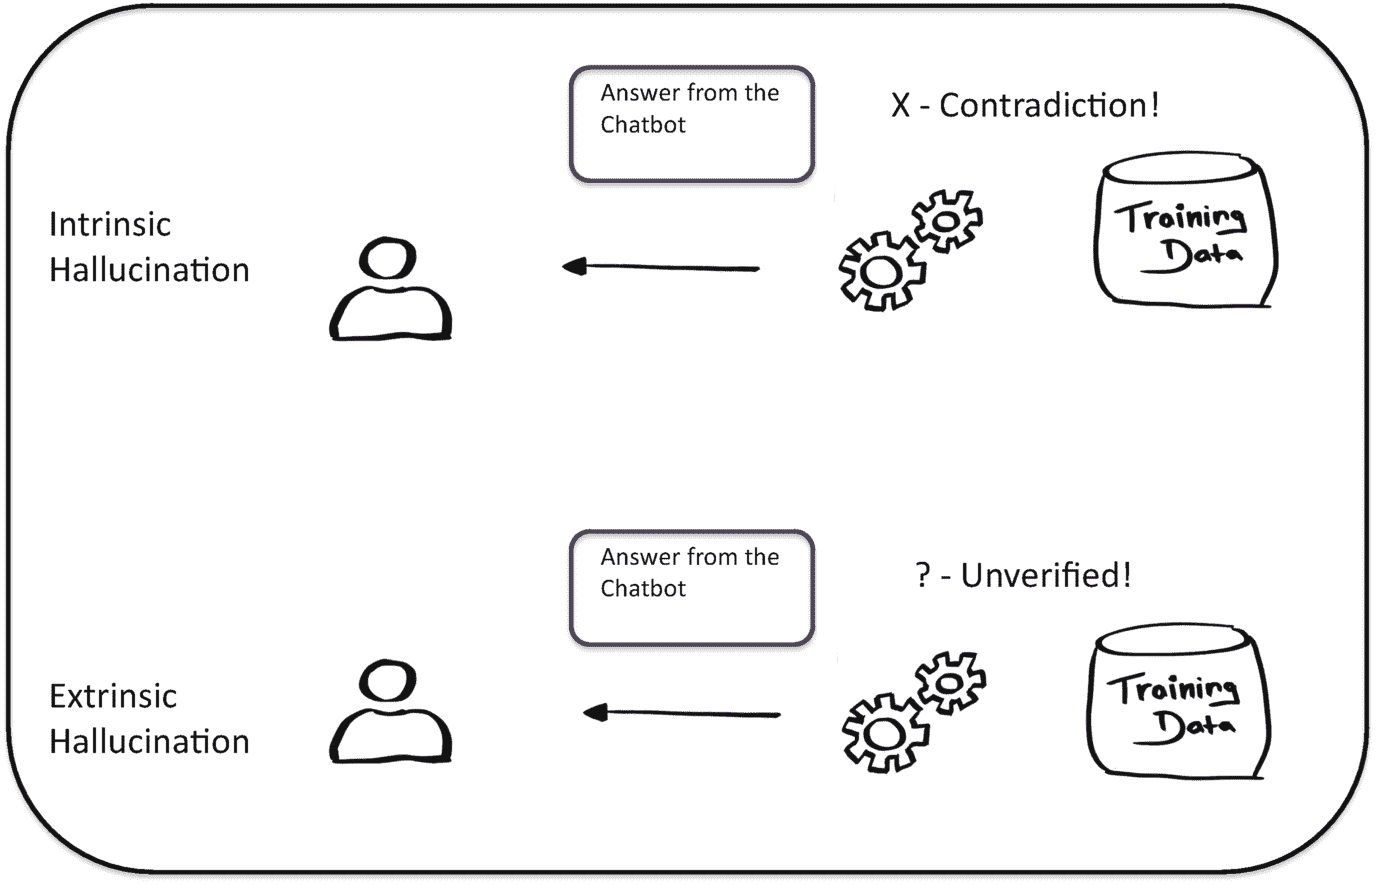 Answer from the
Chatbot
X - Contradiction!
Training
Data
Intrinsic
Hallucination
Answer from the
Chatbot
? - Unverified!
Training
Data
Extrinsic
Hallucination